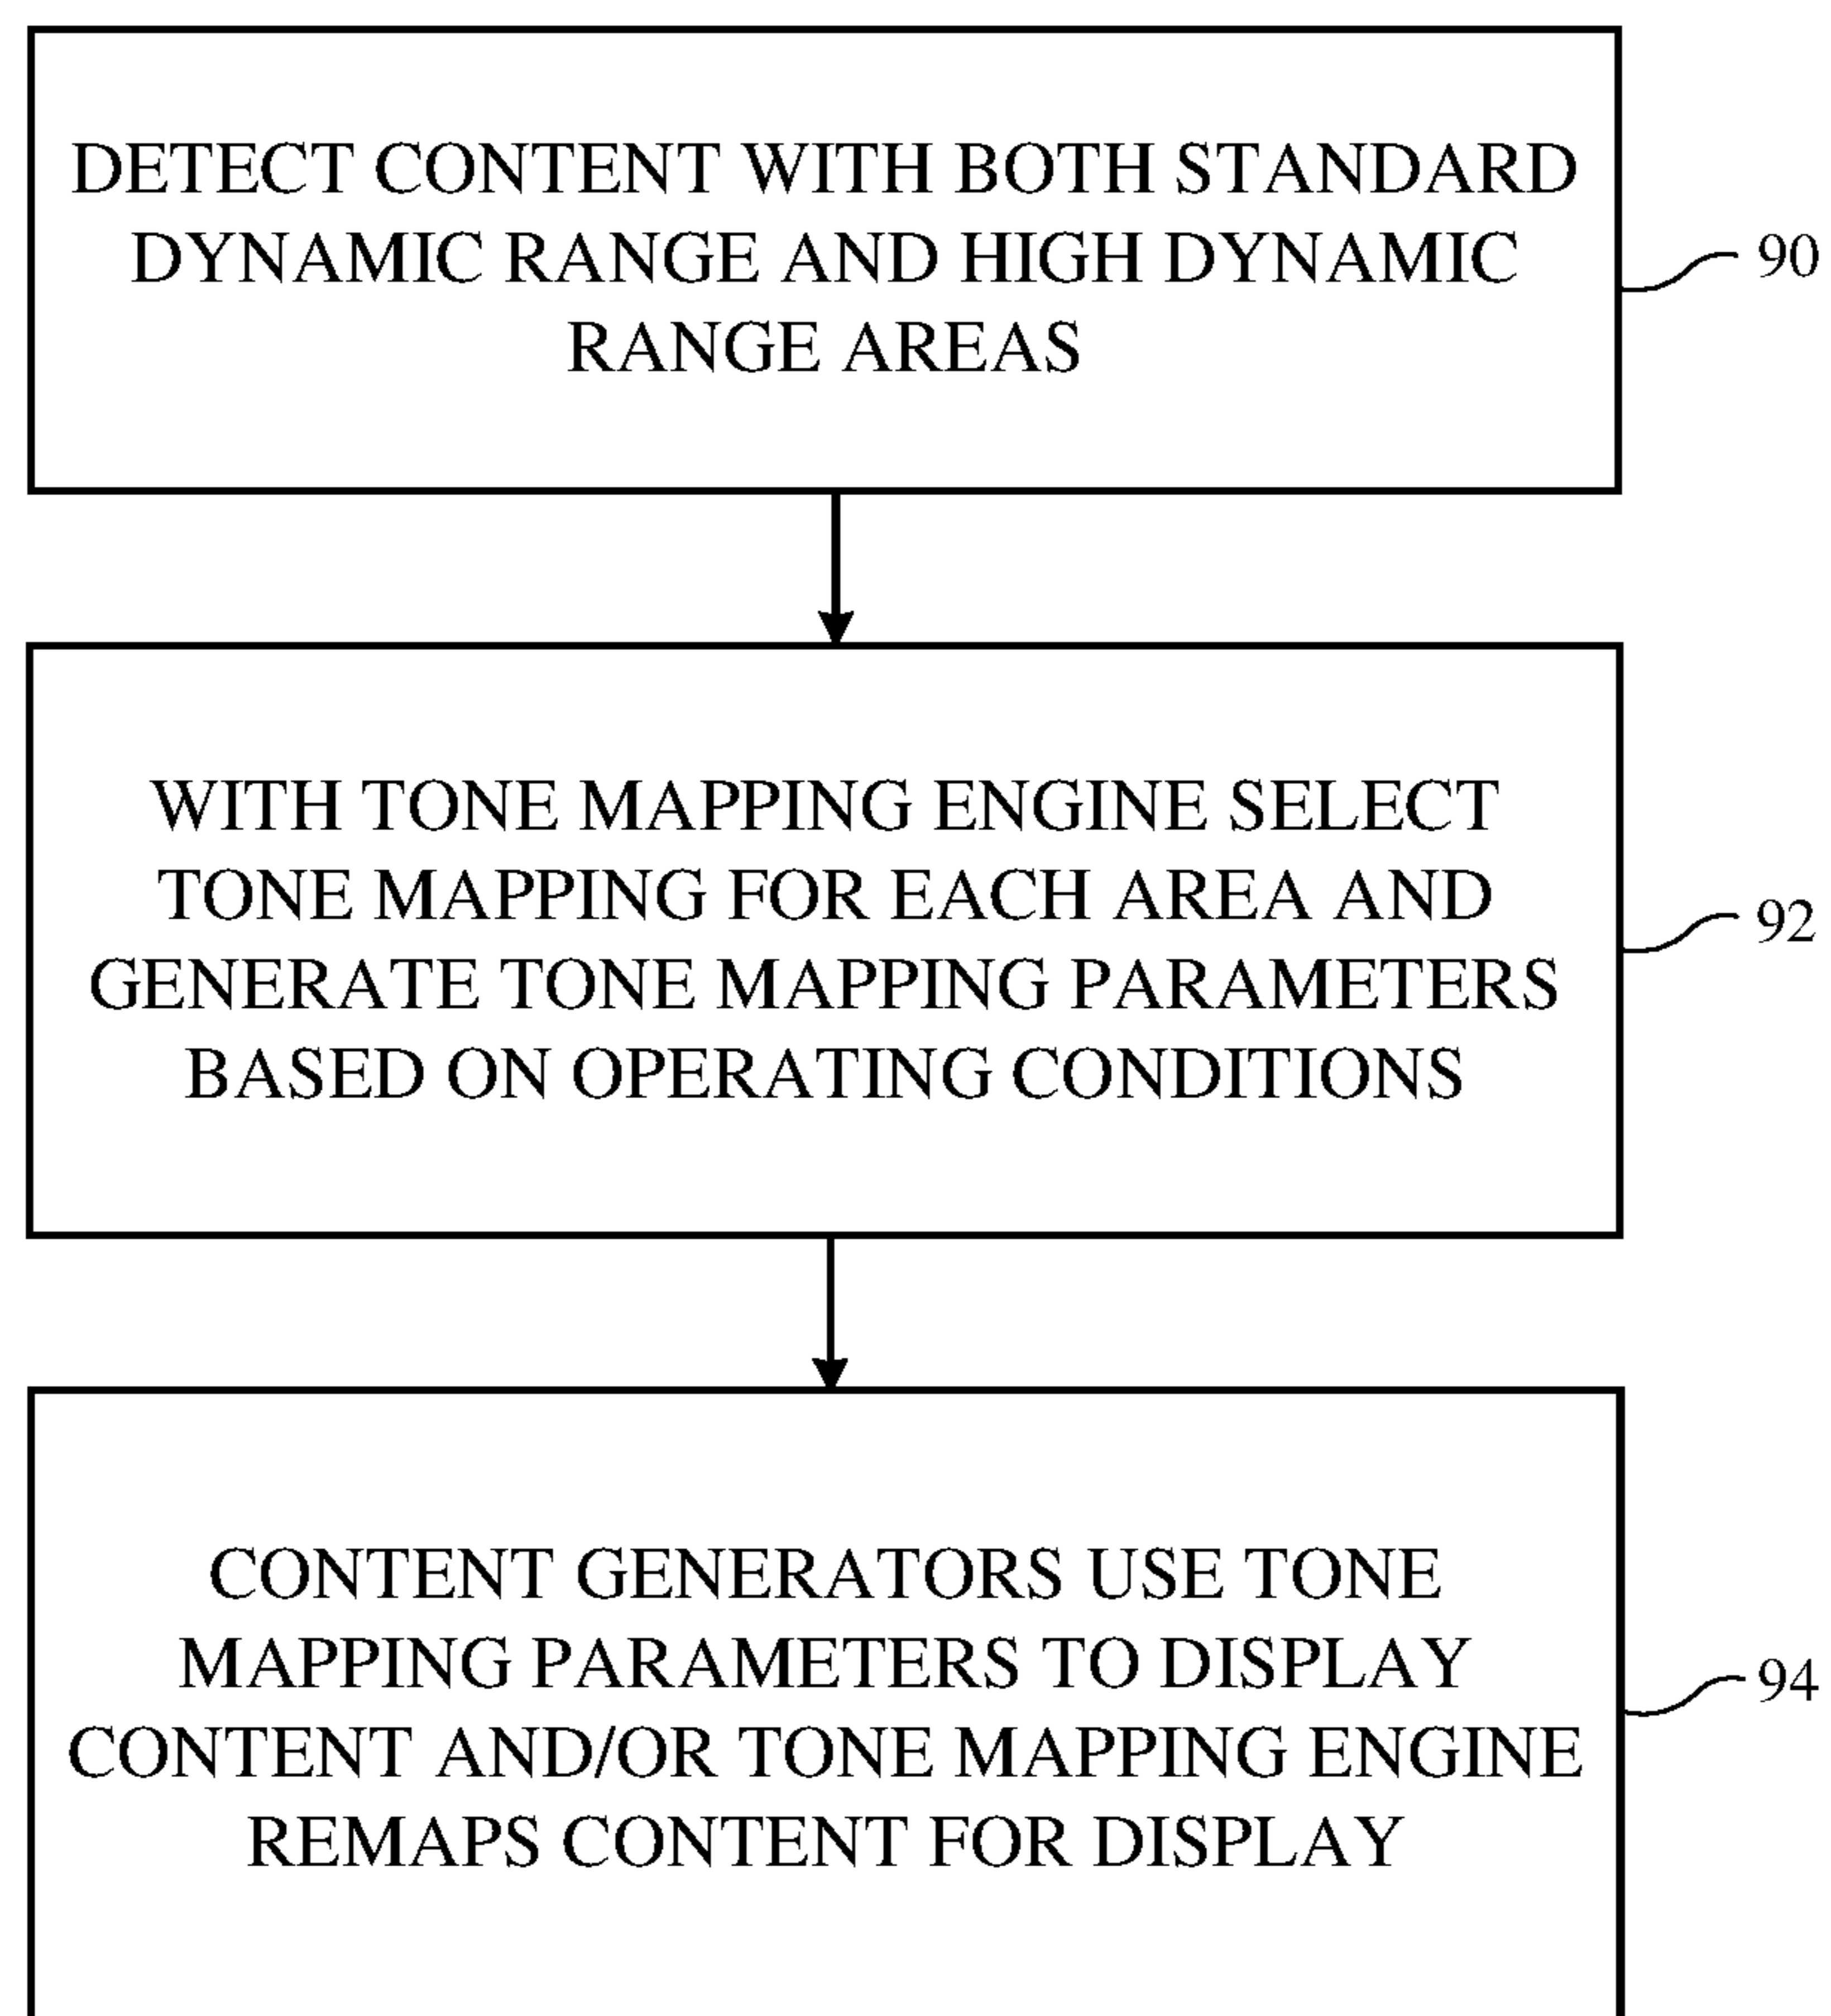 DETECT CONTENT WITH BOTH STANDARD
DYNAMIC RANGE AND HIGH DYNAMIC
RANGE AREAS
90
WITH TONE MAPPING ENGINE SELECT
TONE MAPPING FOR EACH AREA AND
GENERATE TONE MAPPING PARAMETERS
BASED ON OPERATING CONDITIONS
92
CONTENT GENERATORS USE TONE
MAPPING PARAMETERS TO DISPLAY
CONTENT AND/OR TONE MAPPING ENGINE
REMAPS CONTENT FOR DISPLAY
94